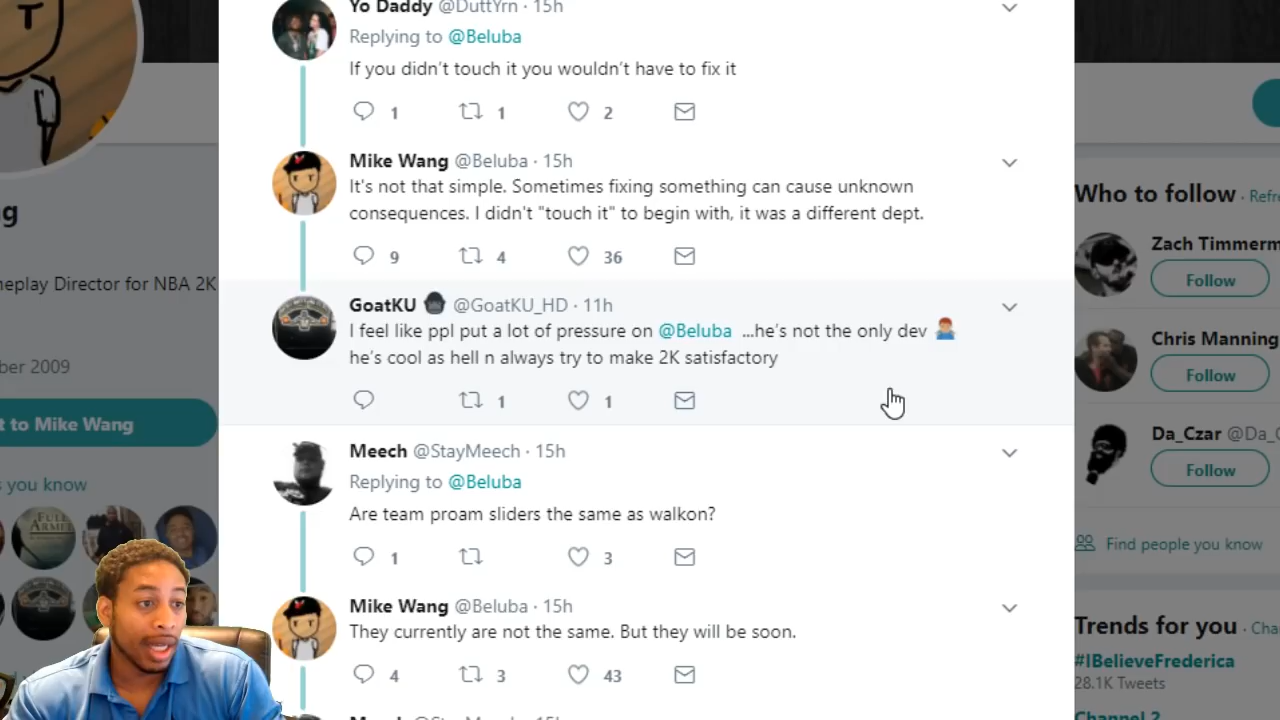 Yo Daddy @DuttYrn · 15h
Replying to @Beluba
If you didn't touch it you wouldn't have to fix it
1 1 2
Mike Wang @Beluba · 15h
It's not that simple. Sometimes fixing something can cause unknown
consequences. I didn't "touch it" to begin with, it was a different dept.
9 4 36
GoatKU @GoatKU_HD · 11h
I feel like ppl put a lot of pressure on @Beluba ...he's not the only dev
he's cool as hell n always try to make 2K satisfactory
1 1
Meech @StayMeech · 15h
Replying to @Beluba
Are team proam sliders the same as walkon?
1 3
Mike Wang @Beluba · 15h
They currently are not the same. But they will be soon.
4 3 43
T
g
neplay Director for NBA 2K
ber 2009
t to Mike Wang
s you know
FULL
ARMER
Who to follow · Refre
Zach Timmerm
Follow
Chris Manning
Follow
Da_Czar @Da_C
Follow
Find people you know
Trends for you · Cha
#IBelieveFrederica
28.1K Tweets
Channel 2